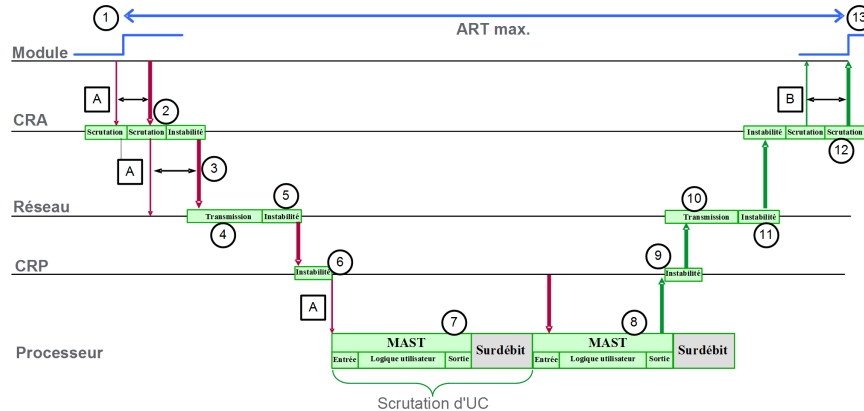 1
13
ART max.
Module
A
B
2
CRA
Scrutation
Scrutation
Instabilité
Instabilité
Scrutation
Scrutation
A
3
12
5
10
Réseau
Transmission
Instabilité
Transmission
Instabilité
4
11
6
9
CRP
Instabilité
Instabilité
A
7
8
MAST
Surdébit
MAST
Surdébit
Processeur
Entrée
Logique utilisateur
Sortie
Entrée
Logique utilisateur
Sortie
Scrutation d'UC